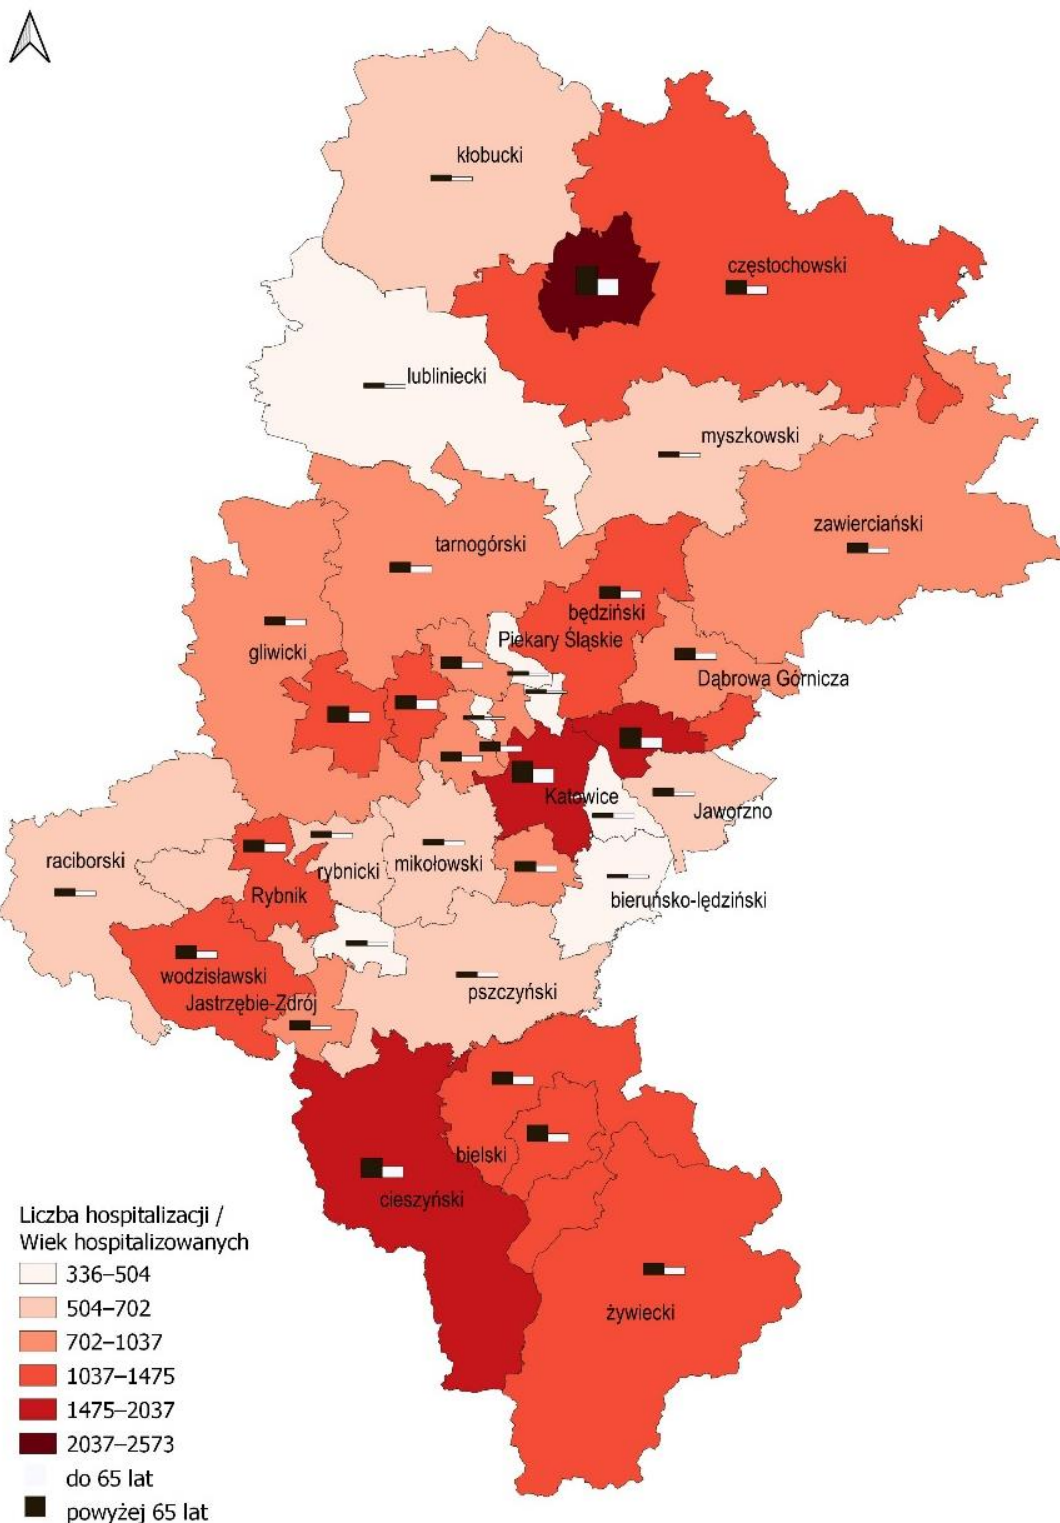 kłobucki
częstochowski
lubliniecki
myszkowski
zawierciański
tarnogórski
będziński
Piekary Śląskie
gliwicki
Dąbrowa Górnicza
Katowice
Jaworzno
raciborski
rybnicki
mikołowski
Rybnik
bieruńsko-lędziński
wodzisławski
pszczyński
Jastrzębie-Zdrój
bielski
cieszyński
żywiecki
Liczba hospitalizacji /
Wiek hospitalizowanych
336–504
504–702
702–1037
1037–1475
1475–2037
2037–2573
do 65 lat
powyżej 65 lat